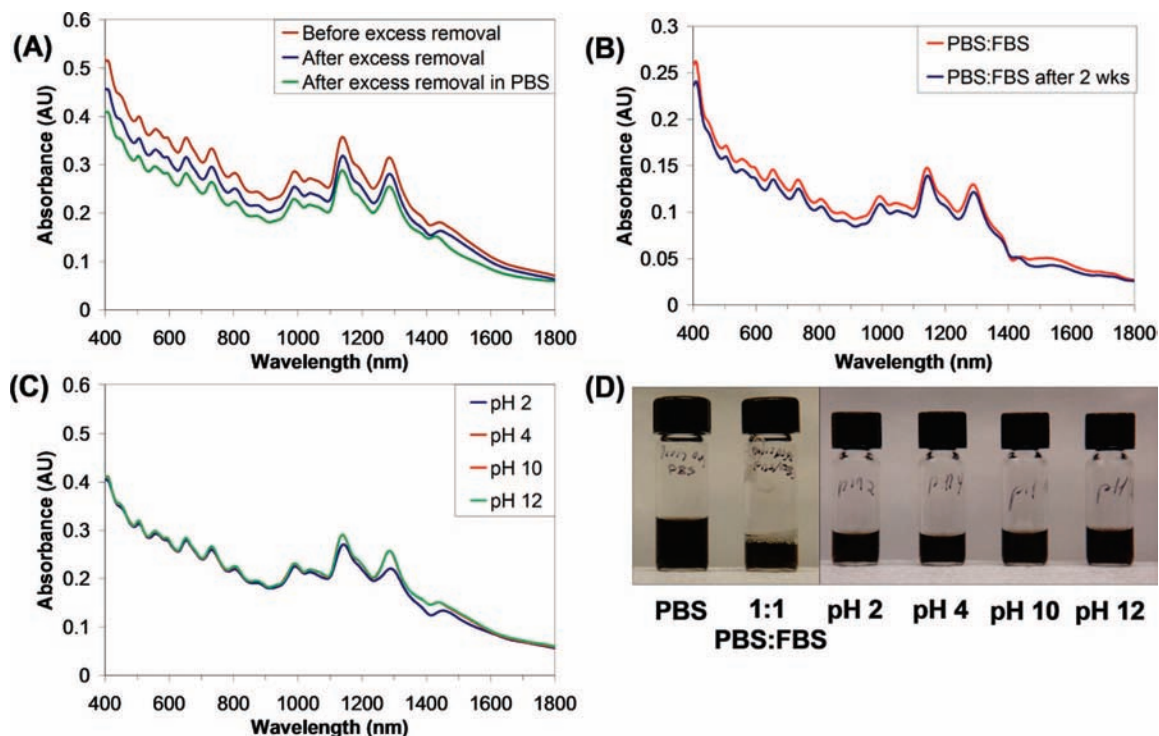 (A)
0.6
0.5
0.4
0.3
0.2
0.1
0
Absorbance (AU)
Before excess removal
After excess removal
After excess removal in PBS
400 600 800 1000 1200 1400 1600 1800
Wavelength (nm)
(B)
0.3
0.25
0.2
0.15
0.1
0.05
0
Absorbance (AU)
PBS:FBS
PBS:FBS after 2 wks
400 600 800 1000 1200 1400 1600 1800
Wavelength (nm)
(C)
0.6
0.5
0.4
0.3
0.2
0.1
0
Absorbance (AU)
pH 2
pH 4
pH 10
pH 12
400 600 800 1000 1200 1400 1600 1800
Wavelength (nm)
(D)
PBS
pH2
pH4
pH
pH
PBS 1:1 pH 2 pH 4 pH 10 pH 12
PBS:FBS